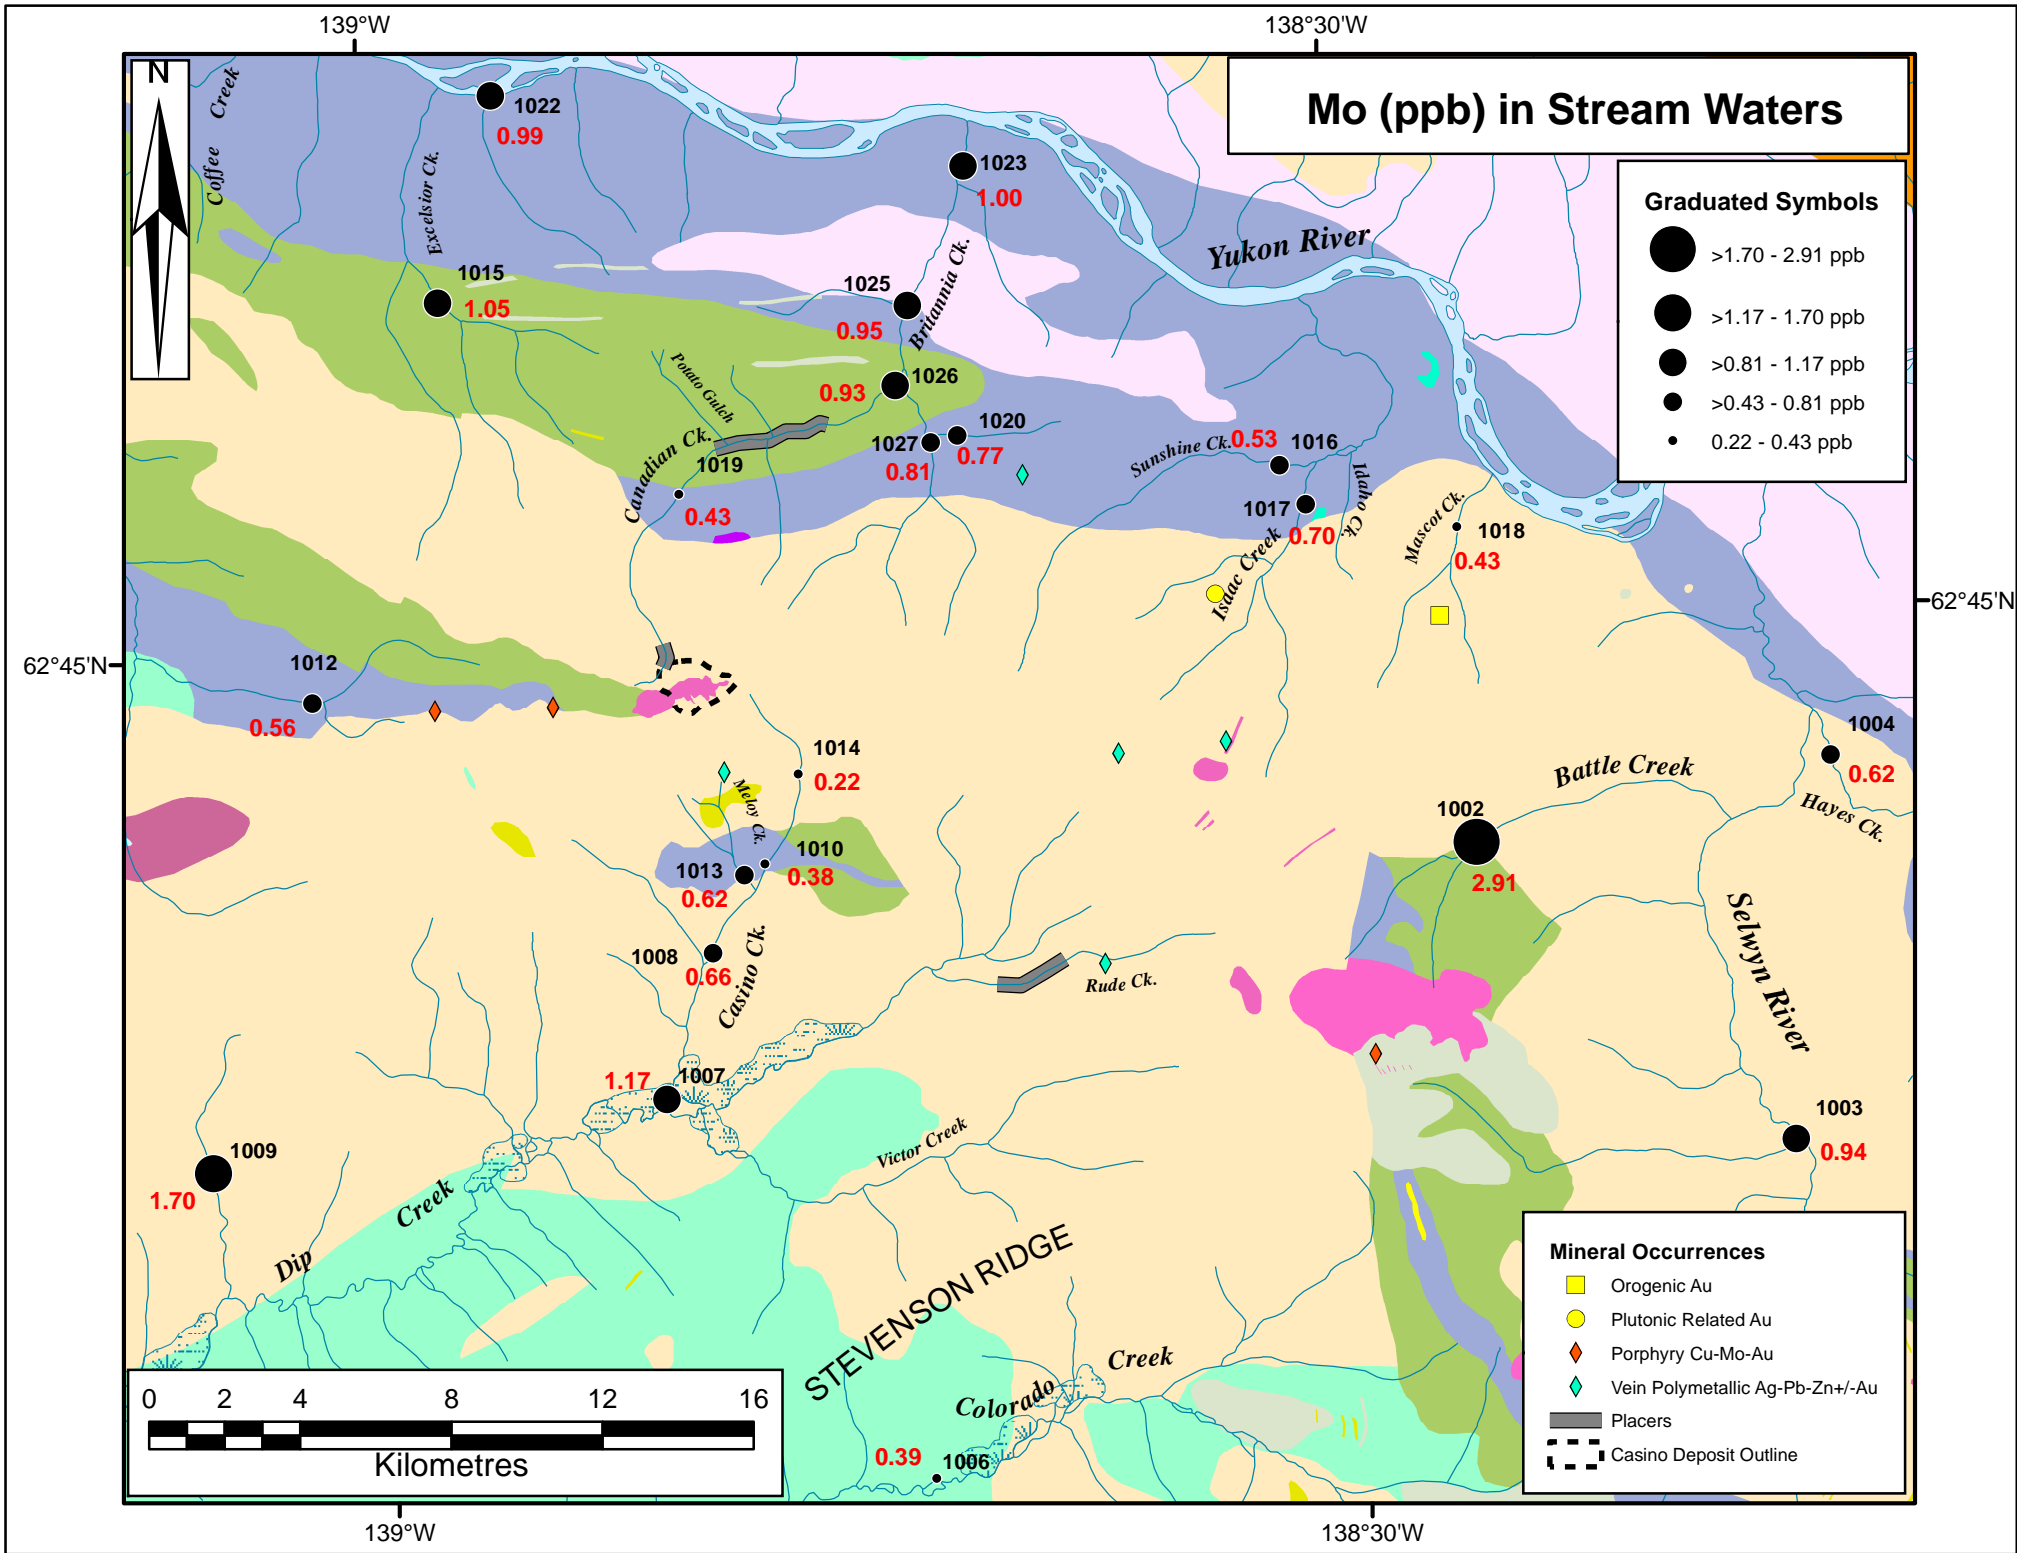 139°W
138°30'W
N
Mo (ppb) in Stream Waters
Graduated Symbols
>1.70 - 2.91 ppb
>1.17 - 1.70 ppb
>0.81 - 1.17 ppb
>0.43 - 0.81 ppb
0.22 - 0.43 ppb
Coffee Creek
1022
0.99
Excelsior Ck.
1023
1.00
Yukon River
Britannia Ck.
1015
1.05
1025
0.95
Potato Gulch
1026
0.93
Canadian Ck.
1019
0.43
1027
0.81
1020
0.77
Sunshine Ck.
0.53
1016
1017
0.70
Idaho Ck.
Isaac Creek
Mascot Ck.
1018
0.43
62°45'N
62°45'N
1012
0.56
1014
0.22
Meloy Ck.
1013
0.62
1010
0.38
1008
0.66
Casino Ck.
Battle Creek
1002
2.91
1004
0.62
Hayes Ck.
Selwyn River
Rude Ck.
1.17
1007
1009
1.70
Dip Creek
Victor Creek
1003
0.94
STEVENSON RIDGE
Colorado Creek
0.39
1006
0 2 4 8 12 16
Kilometres
Mineral Occurrences
Orogenic Au
Plutonic Related Au
Porphyry Cu-Mo-Au
Vein Polymetallic Ag-Pb-Zn+/-Au
Placers
Casino Deposit Outline
139°W
138°30'W